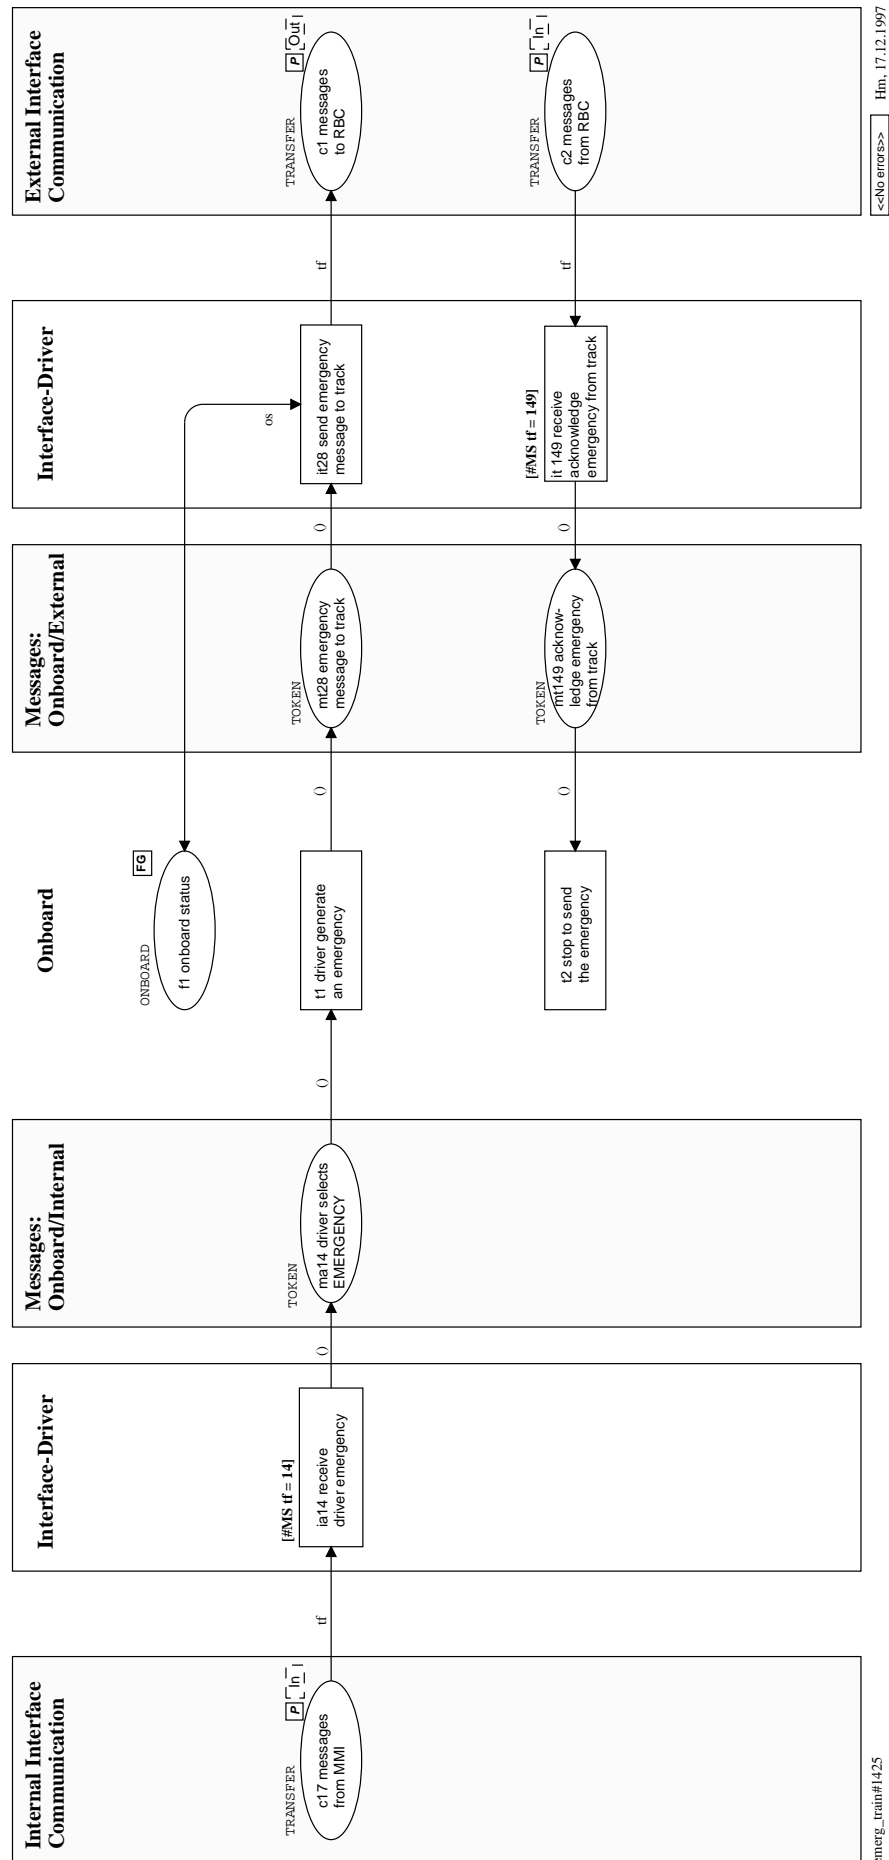 Internal Interface
Communication
Interface-Driver
Messages:
Onboard/Internal
Onboard
Messages:
Onboard/External
Interface-Driver
External Interface
Communication
ONBOARD
FG
f1 onboard status
os
TRANSFER
P In
c17 messages
from MMI
tf
[#MS tf = 14]
ia14 receive
driver emergency
()
TOKEN
ma14 driver selects
EMERGENCY
()
t1 driver generate
an emergency
()
TOKEN
mt28 emergency
message to track
()
it28 send emergency
message to track
tf
TRANSFER
P Out
c1 messages
to RBC
t2 stop to send
the emergency
()
TOKEN
mt149 acknow-
ledge emergency
from track
()
[#MS tf = 149]
it 149 receive
acknowledge
emergency from track
tf
TRANSFER
P In
c2 messages
from RBC
emerg_train#1425
<<No errors>>
Hm, 17.12.1997